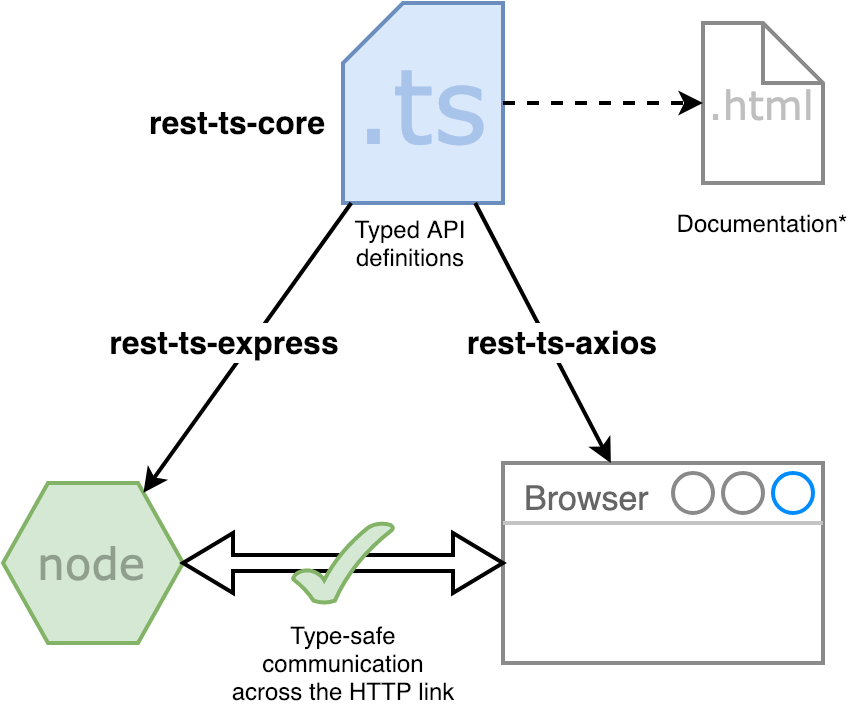 .ts
.html
rest-ts-core
Typed API
definitions
Documentation*
rest-ts-express
rest-ts-axios
Browser
node
Type-safe
communication
across the HTTP link